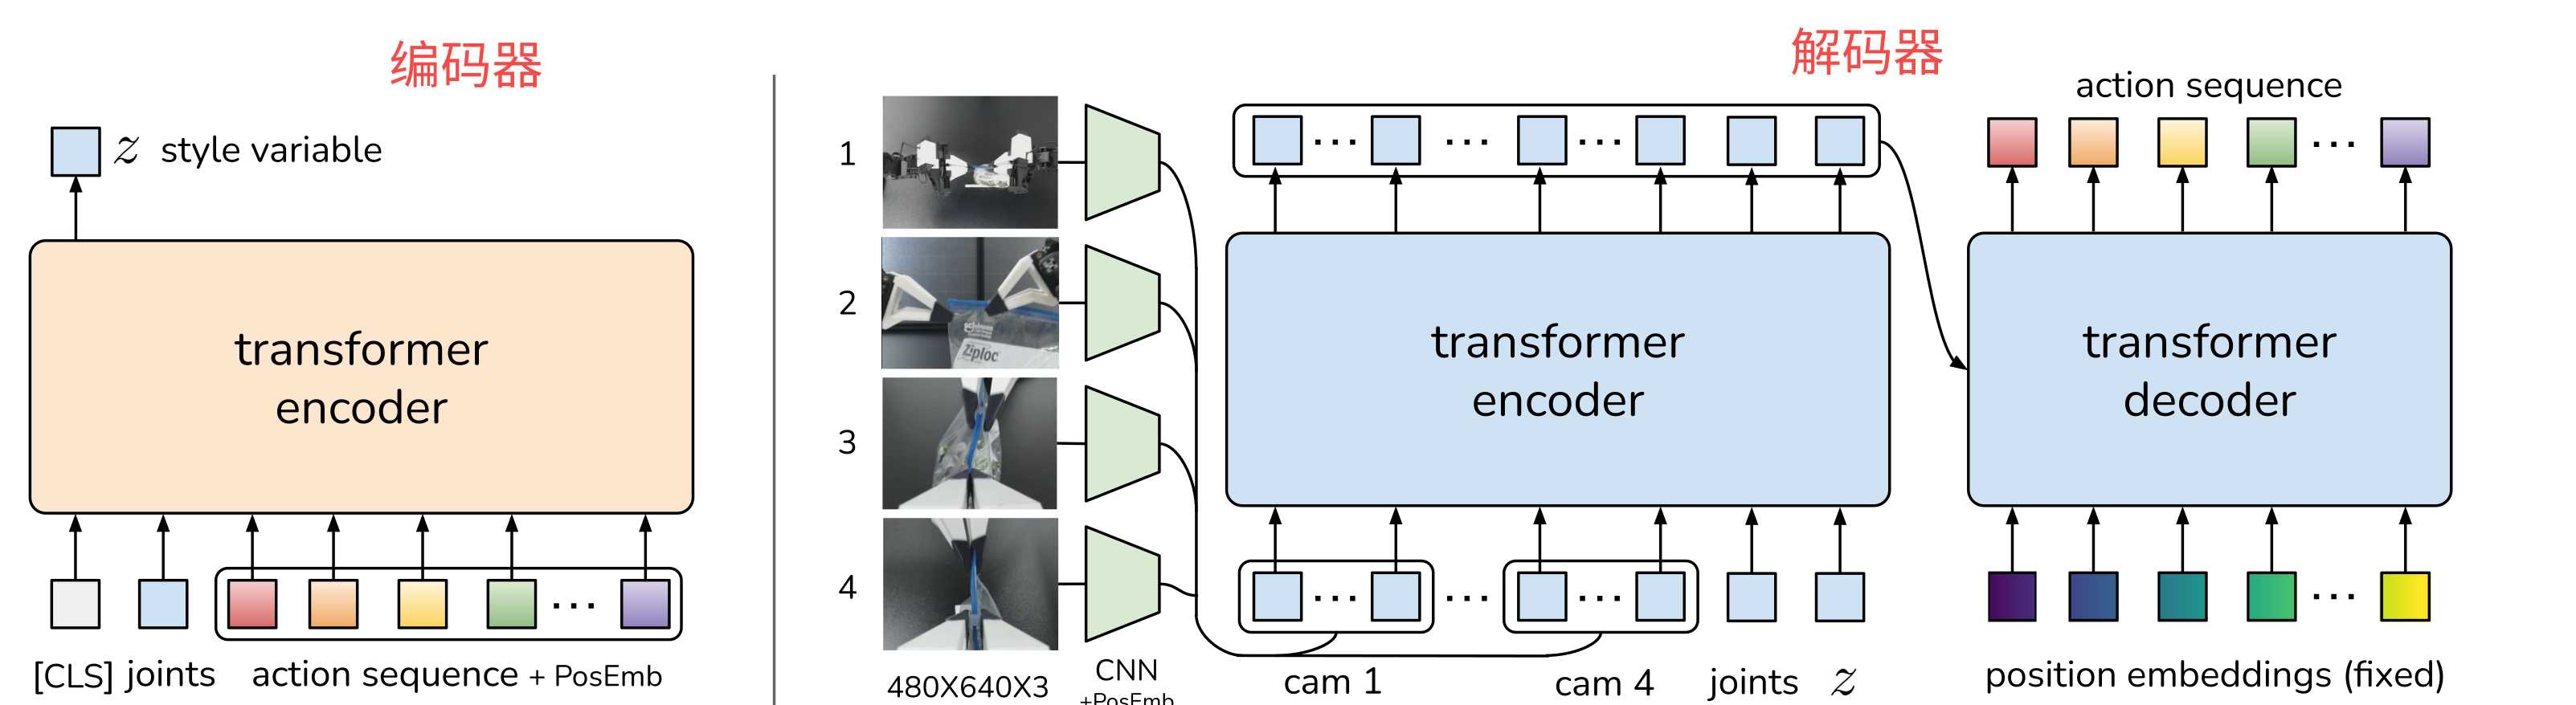 编码器
z style variable
transformer
encoder
[CLS] joints action sequence + PosEmb
解码器
1
2
3
4
Ziploc
480X640X3
CNN
+PosEmb
transformer
encoder
cam 1
cam 4
joints
z
action sequence
transformer
decoder
position embeddings (fixed)